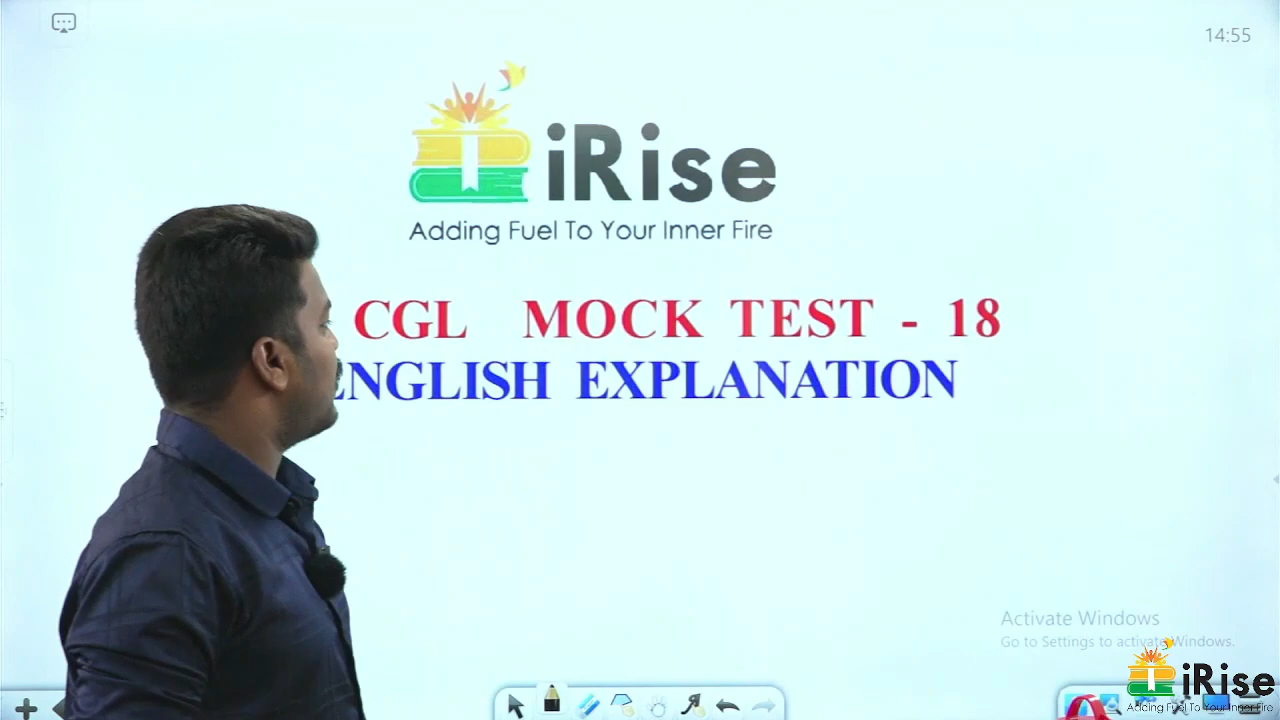 14:55
iRise
Adding Fuel To Your Inner Fire
CGL MOCK TEST - 18
ENGLISH EXPLANATION
Activate Windows
Go to Settings to activate Windows.
iRise
Adding Fuel To Your Inner Fire